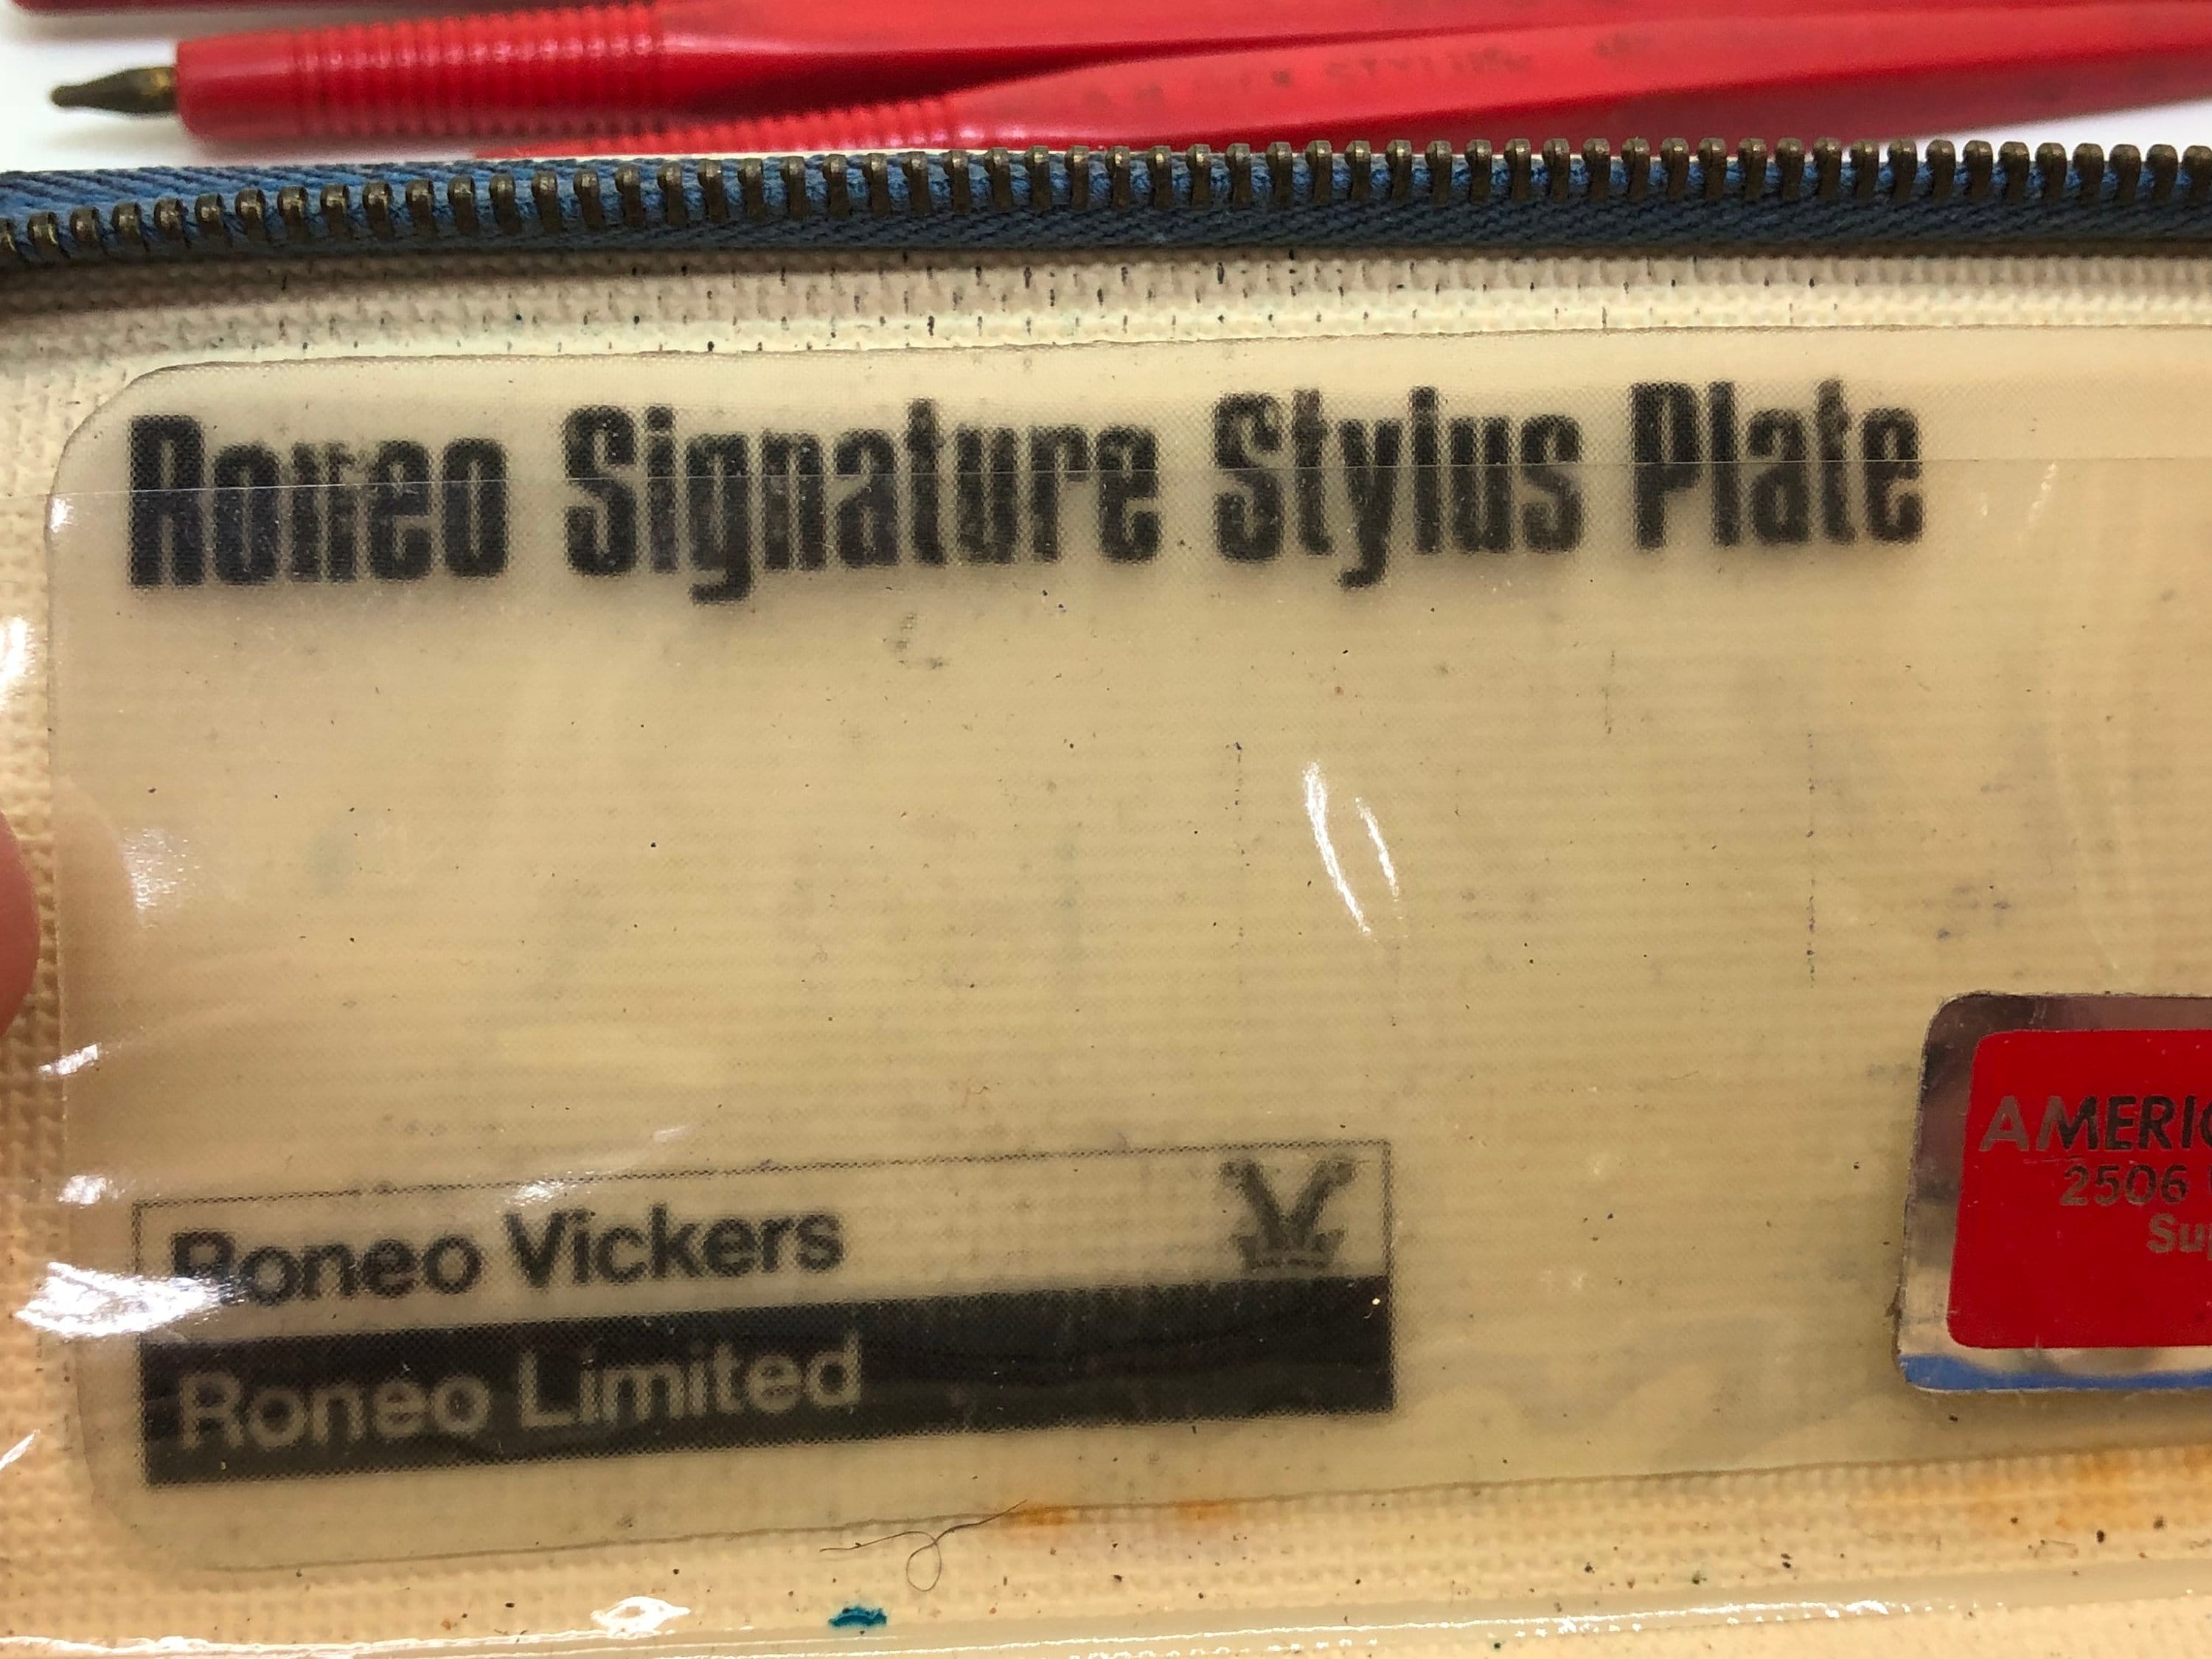 Roneo Signature Stylus Plate
Roneo Vickers
Roneo Limited
AMERIC
2506
Su